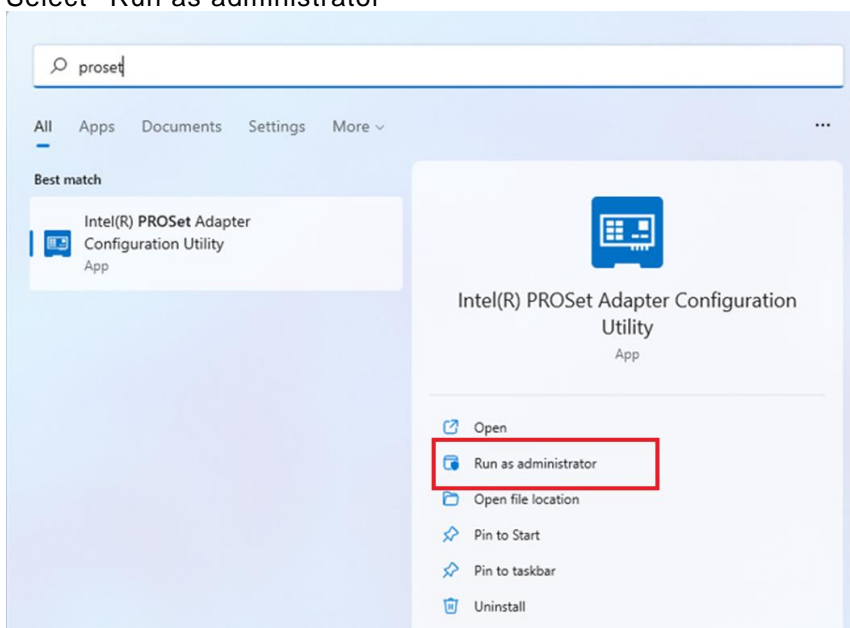 Select "Run as administrator"
proset
All Apps Documents Settings More ...
Best match
Intel(R) PROSet Adapter
Configuration Utility
App
Intel(R) PROSet Adapter Configuration
Utility
App
Open
Run as administrator
Open file location
Pin to Start
Pin to taskbar
Uninstall